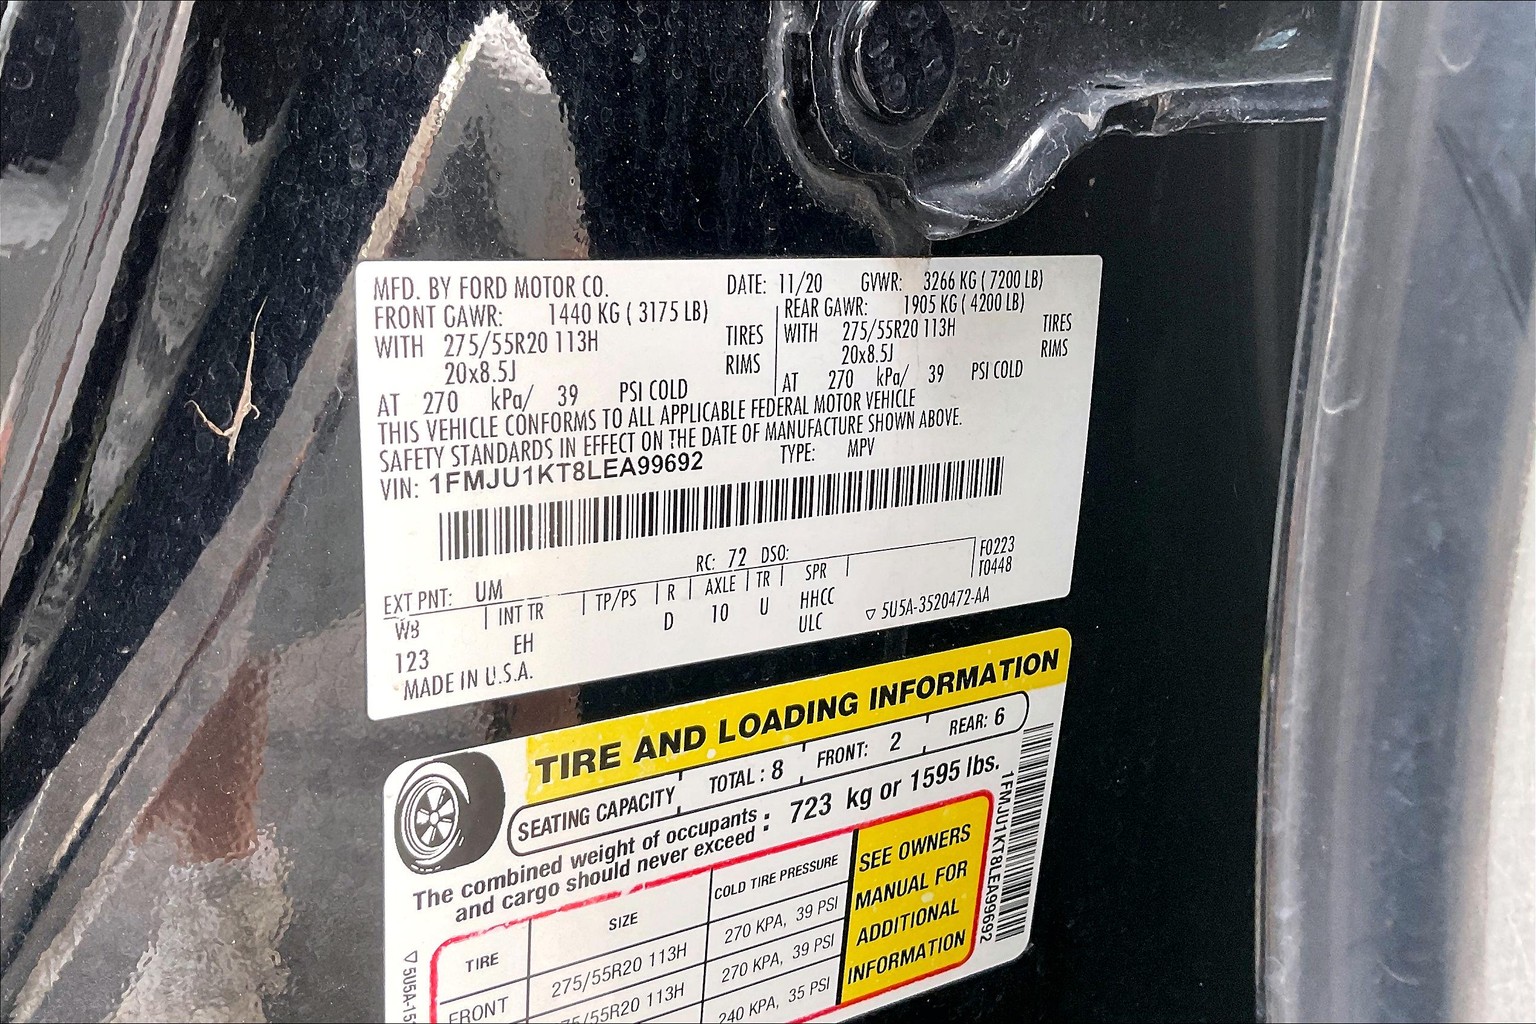 MFD. BY FORD MOTOR CO. DATE: 11/20 GVWR: 3266 KG ( 7200 LB)
FRONT GAWR: 1440 KG ( 3175 LB) REAR GAWR: 1905 KG ( 4200 LB)
WITH 275/55R20 113H TIRES WITH 275/55R20 113H TIRES
20x8.5J RIMS 20x8.5J RIMS
AT 270 kPa/ 39 PSI COLD AT 270 kPa/ 39 PSI COLD
THIS VEHICLE CONFORMS TO ALL APPLICABLE FEDERAL MOTOR VEHICLE
SAFETY STANDARDS IN EFFECT ON THE DATE OF MANUFACTURE SHOWN ABOVE.
VIN: 1FMJU1KT8LEA99692 TYPE: MPV
EXT PNT: UM RC: 72 DSO: F0223
WB INT TR TP/PS R AXLE TR SPR T0448
123 EH D 10 U HHCC ▽ 5U5A-3520472-AA
ULC
MADE IN U.S.A.
TIRE AND LOADING INFORMATION
SEATING CAPACITY TOTAL : 8 FRONT: 2 REAR: 6
The combined weight of occupants
and cargo should never exceed : 723 kg or 1595 lbs.
TIRE SIZE COLD TIRE PRESSURE
FRONT 275/55R20 113H 270 KPA, 39 PSI
75/55R20 113H 270 KPA, 39 PSI
240 KPA, 35 PSI
SEE OWNERS
MANUAL FOR
ADDITIONAL
INFORMATION
1FMJU1KT8LEA99692
▽ 5U5A-15